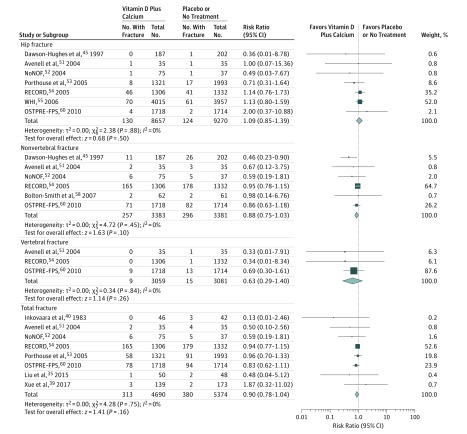 Vitamin D Plus Calcium Placebo or No Treatment
Study or Subgroup No. With Fracture Total No. No. With Fracture Total No. Risk Ratio (95% CI) Favors Vitamin D Plus Calcium Favors Placebo or No Treatment Weight, %
Hip fracture
Dawson-Hughes et al,45 1997 0 187 1 202 0.36 (0.01-8.78) 0.6
Avenell et al,51 2004 1 35 1 35 1.00 (0.07-15.36) 0.8
NoNOF,52 2004 1 75 1 37 0.49 (0.03-7.67) 0.8
Porthouse et al,53 2005 8 1321 17 1993 0.71 (0.31-1.64) 8.6
RECORD,54 2005 46 1306 41 1332 1.14 (0.76-1.73) 35.2
WHI,55 2006 70 4015 61 3957 1.13 (0.80-1.59) 52.0
OSTPRE-FPS,60 2010 4 1718 2 1714 2.00 (0.37-10.88) 2.1
Total 130 8657 124 9270 1.09 (0.85-1.39) 100.0
Heterogeneity: τ²=0.00; χ²=2.38 (P=.88); I²=0%
Test for overall effect: z=0.68 (P=.50)
Nonvertebral fracture
Dawson-Hughes et al,45 1997 11 187 26 202 0.46 (0.23-0.90) 5.5
Avenell et al,51 2004 2 35 3 35 0.67 (0.12-3.75) 0.8
NoNOF,52 2004 6 75 5 37 0.59 (0.19-1.81) 2.0
RECORD,54 2005 165 1306 178 1332 0.95 (0.78-1.15) 64.7
Bolton-Smith et al,58 2007 2 62 2 61 0.98 (0.14-6.76) 0.7
OSTPRE-FPS,60 2010 71 1718 82 1714 0.86 (0.63-1.18) 26.2
Total 257 3383 296 3381 0.88 (0.75-1.03) 100.0
Heterogeneity: τ²=0.00; χ²=4.72 (P=.45); I²=0%
Test for overall effect: z=1.63 (P=.10)
Vertebral fracture
Avenell et al,51 2004 0 35 1 35 0.33 (0.01-7.91) 6.3
RECORD,54 2005 0 1306 1 1332 0.34 (0.01-8.34) 6.1
OSTPRE-FPS,60 2010 9 1718 13 1714 0.69 (0.30-1.61) 87.6
Total 9 3059 15 3081 0.63 (0.29-1.40) 100.0
Heterogeneity: τ²=0.00; χ²=0.34 (P=.84); I²=0%
Test for overall effect: z=1.14 (P=.26)
Total fracture
Inkovaara et al,40 1983 0 46 3 42 0.13 (0.01-2.46) 0.2
Avenell et al,51 2004 2 35 4 35 0.50 (0.10-2.56) 0.8
NoNOF,52 2004 6 75 5 37 0.59 (0.19-1.81) 1.6
RECORD,54 2005 165 1306 179 1332 0.94 (0.77-1.15) 52.6
Porthouse et al,53 2005 58 1321 91 1993 0.96 (0.70-1.33) 19.8
OSTPRE-FPS,60 2010 78 1718 94 1714 0.83 (0.62-1.11) 23.9
Liu et al,35 2015 1 50 2 48 0.48 (0.04-5.12) 0.4
Xue et al,39 2017 3 139 2 173 1.87 (0.32-11.02) 0.7
Total 313 4690 380 5374 0.90 (0.78-1.04) 100.0
Heterogeneity: τ²=0.00; χ²=4.28 (P=.75); I²=0%
Test for overall effect: z=1.41 (P=.16)
0.01 0.1 1.0 10 100
Risk Ratio (95% CI)